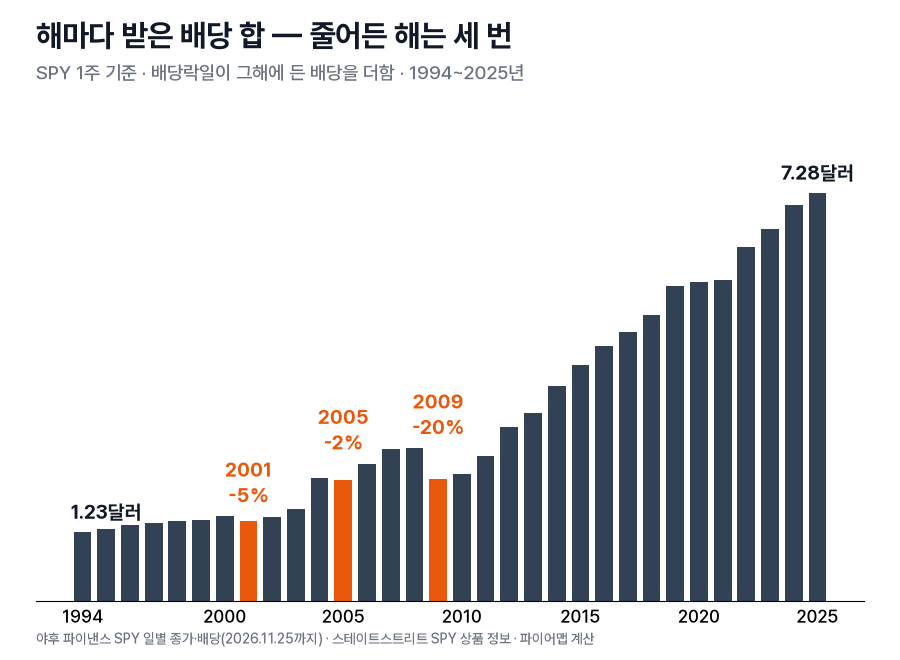 해마다 받은 배당 합 — 줄어든 해는 세 번
SPY 1주 기준 · 배당락일이 그해에 든 배당을 더함 · 1994~2025년
7.28달러
2009
-20%
2005
-2%
2001
-5%
1.23달러
1994 2000 2005 2010 2015 2020 2025
야후 파이낸스 SPY 일별 종가·배당(2026.11.25까지) · 스테이트스트리트 SPY 상품 정보 · 파이어맵 계산